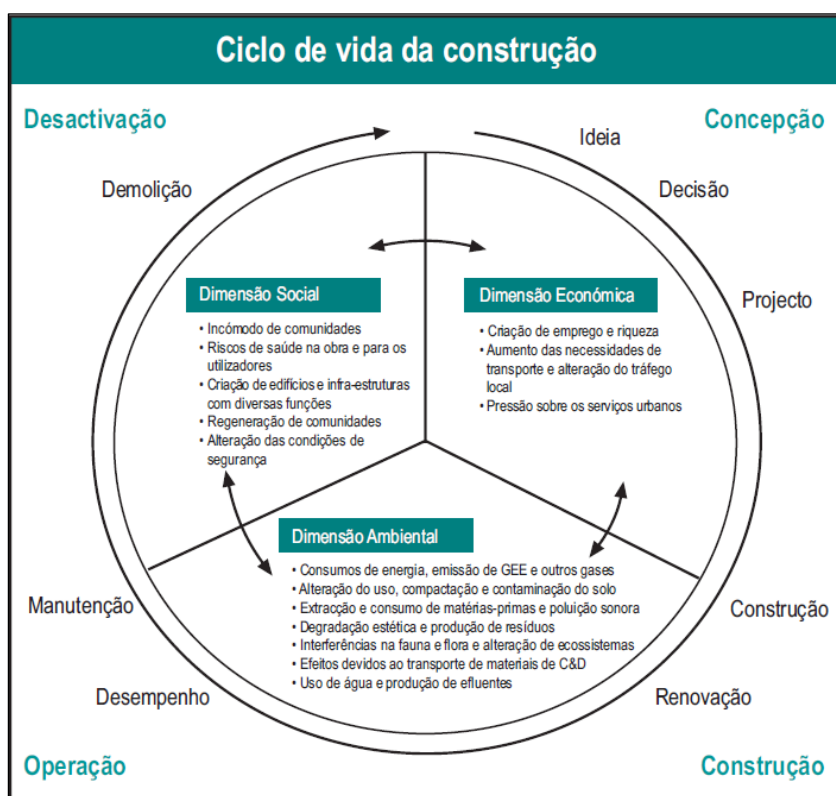 Ciclo de vida da construção
Desactivação
Concepção
Ideia
Demolição
Decisão
Projecto
Dimensão Social
• Incómodo de comunidades
• Riscos de saúde na obra e para os
utilizadores
• Criação de edifícios e infra-estruturas
com diversas funções
• Regeneração de comunidades
• Alteração das condições de
segurança
Dimensão Económica
• Criação de emprego e riqueza
• Aumento das necessidades de
transporte e alteração do tráfego
local
• Pressão sobre os serviços urbanos
Dimensão Ambiental
• Consumos de energia, emissão de GEE e outros gases
• Alteração do uso, compactação e contaminação do solo
• Extracção e consumo de matérias-primas e poluição sonora
• Degradação estética e produção de resíduos
• Interferências na fauna e flora e alteração de ecossistemas
• Efeitos devidos ao transporte de materiais de C&D
• Uso de água e produção de efluentes
Manutenção
Construção
Desempenho
Renovação
Operação
Construção